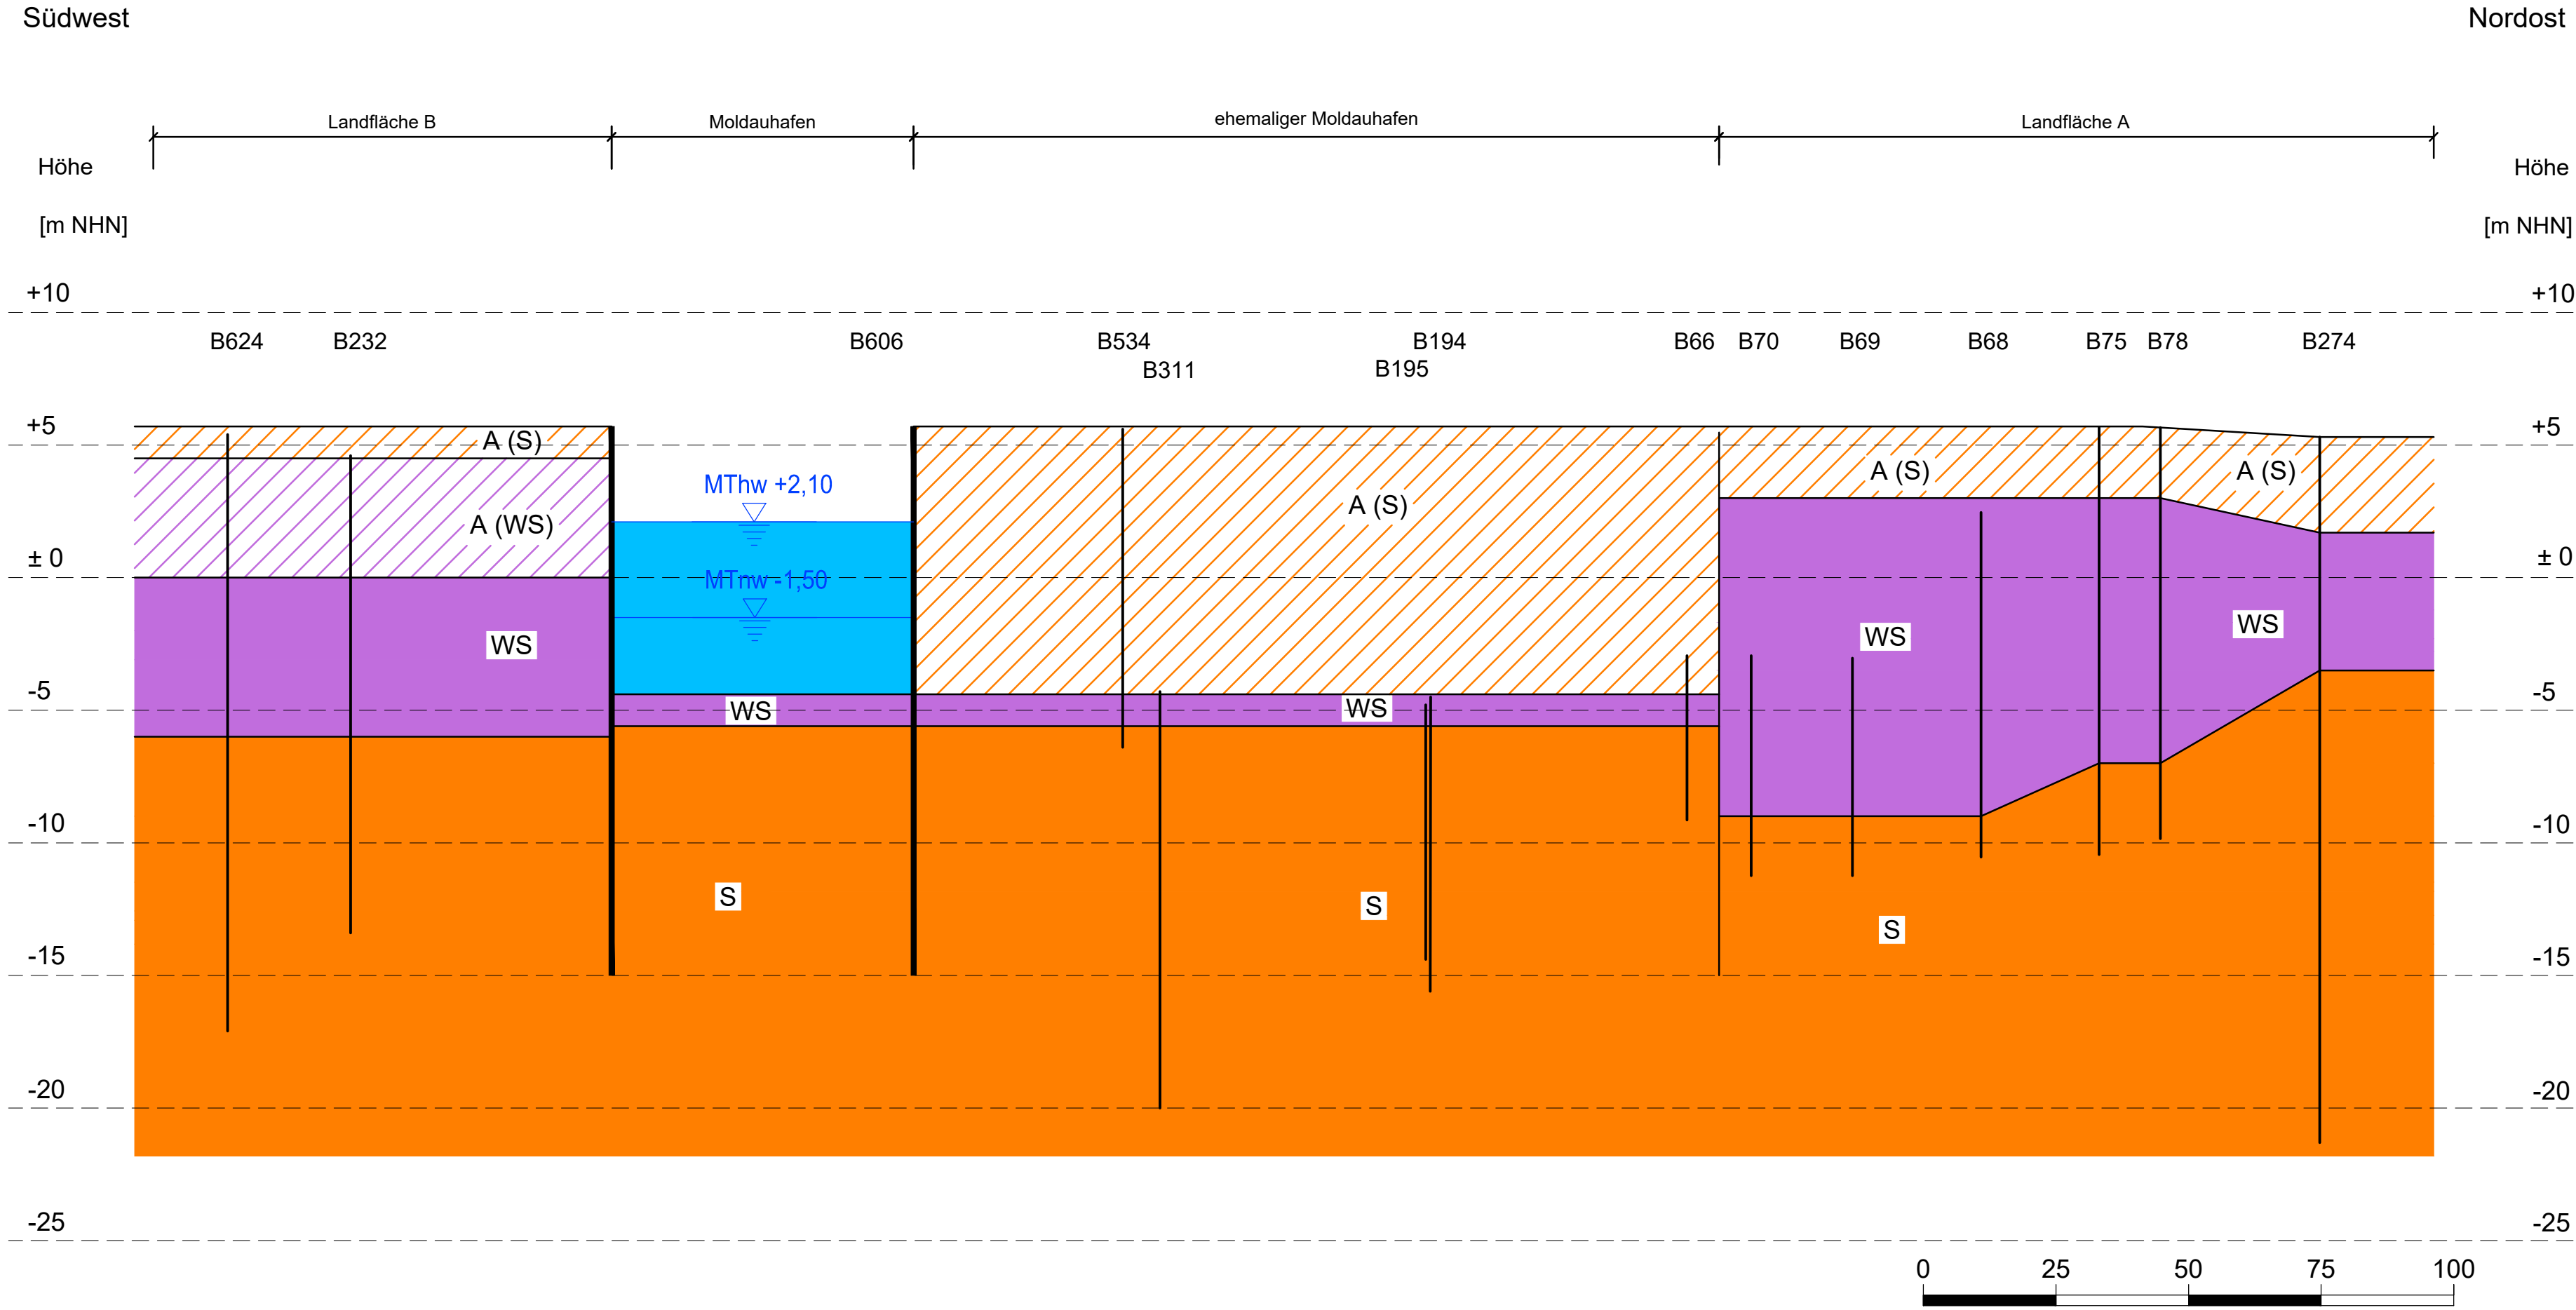 Südwest Nordost
Landfläche B Moldauhafen ehemaliger Moldauhafen Landfläche A
Höhe Höhe
[m NHN] [m NHN]
+10 +10
B624 B232 B606 B534 B194 B66 B70 B69 B68 B75 B78 B274
B311 B195
+5 A (S) +5
A (S) A (S)
MThw +2,10
A (S)
A (WS)
± 0 ± 0
MTnw -1,50
WS
WS WS
-5 -5
WS WS
-10 -10
S S
S
-15 -15
-20 -20
-25 -25
0 25 50 75 100